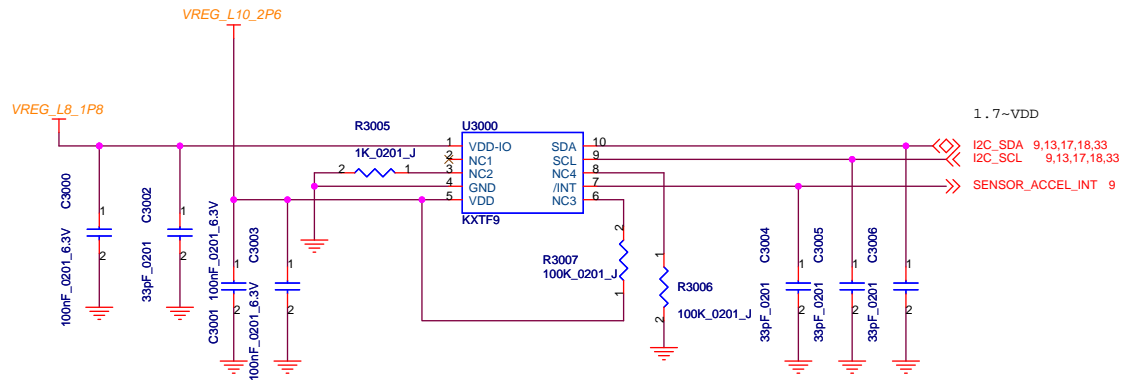 VREG_L10_2P6
VREG_L8_1P8
1.7~VDD
R3005
1K_0201_J
2
1
U3000
1 VDD-IO
2 NC1
3 NC2
4 GND
5 VDD
SDA 10
SCL 9
NC4 8
/INT 7
NC3 6
KXTF9
I2C_SDA 9,13,17,18,33
I2C_SCL 9,13,17,18,33
SENSOR_ACCEL_INT 9
C3000
100nF_0201_6.3V
1
2
C3002
33pF_0201
1
2
C3001
100nF_0201_6.3V
1
2
C3003
100nF_0201_6.3V
1
2
R3007
100K_0201_J
2
1
R3006
100K_0201_J
1
2
C3004
33pF_0201
1
2
C3005
33pF_0201
1
2
C3006
33pF_0201
1
2